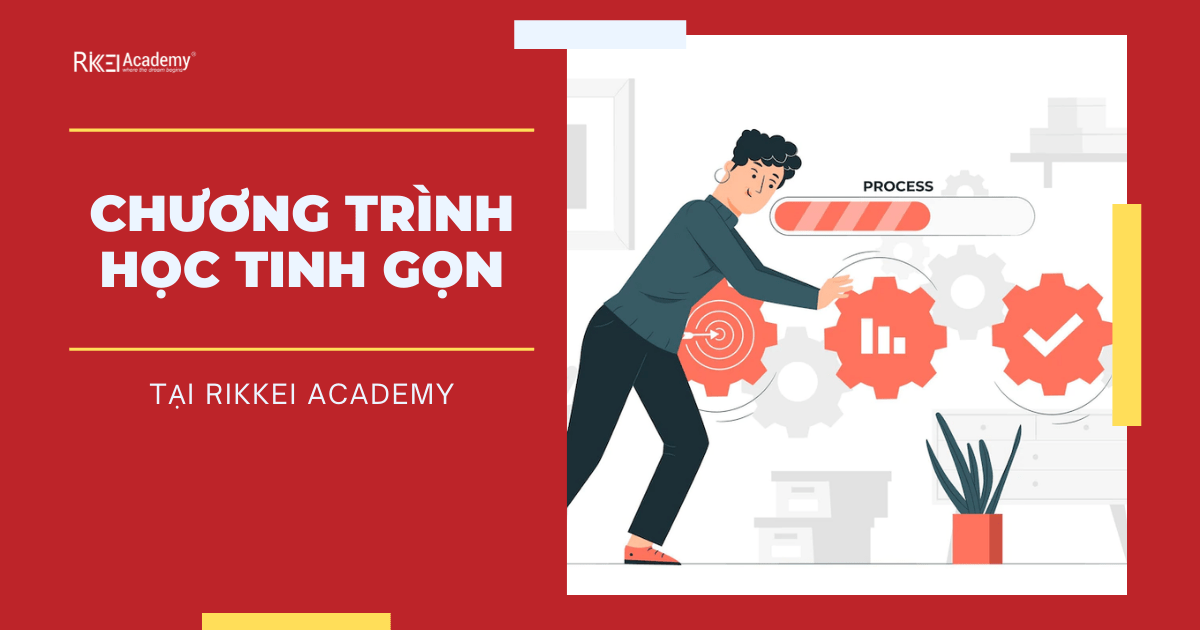 RIKKEI Academy
where the dream begins
CHƯƠNG TRÌNH
HỌC TINH GỌN
TẠI RIKKEI ACADEMY
PROCESS